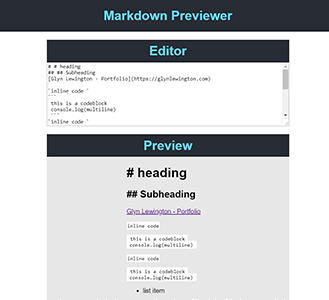 Markdown Previewer
Editor
# # heading
## ## Subheading
[Glyn Lewington - Portfolio](https://glynlewington.com)
`inline code `
```
this is a codeblock
console.log(multiline)
```
`inline code `
Preview
# heading
## Subheading
Glyn Lewington - Portfolio
inline code
this is a codeblock
console.log(multiline)
inline code
this is a codeblock
console.log(multiline)
• list item